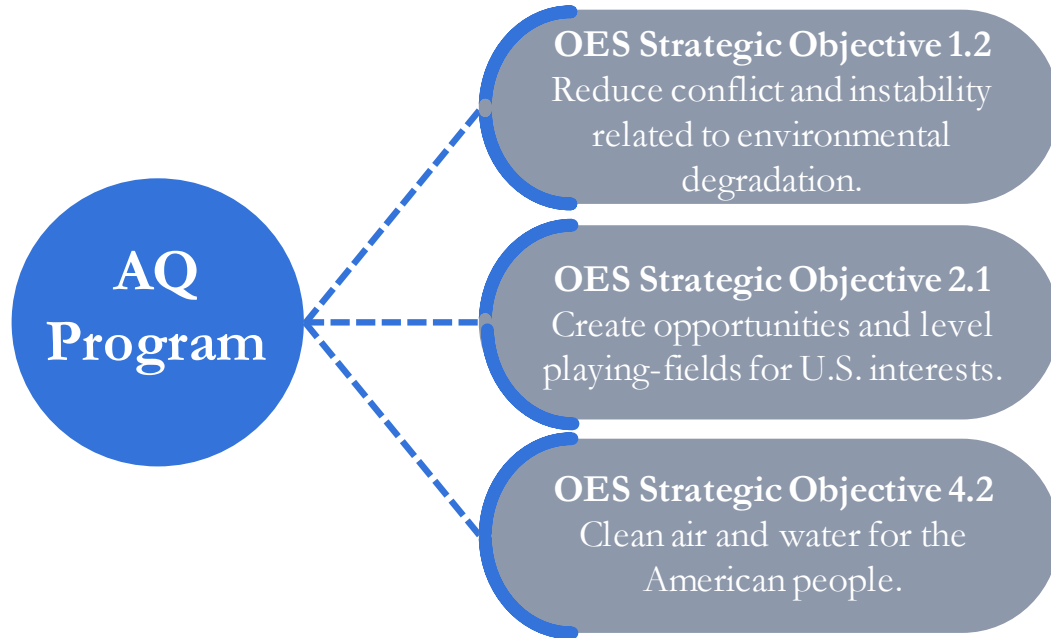 AQ
Program
OES Strategic Objective 1.2
Reduce conflict and instability
related to environmental
degradation.
OES Strategic Objective 2.1
Create opportunities and level
playing-fields for U.S. interests.
OES Strategic Objective 4.2
Clean air and water for the
American people.